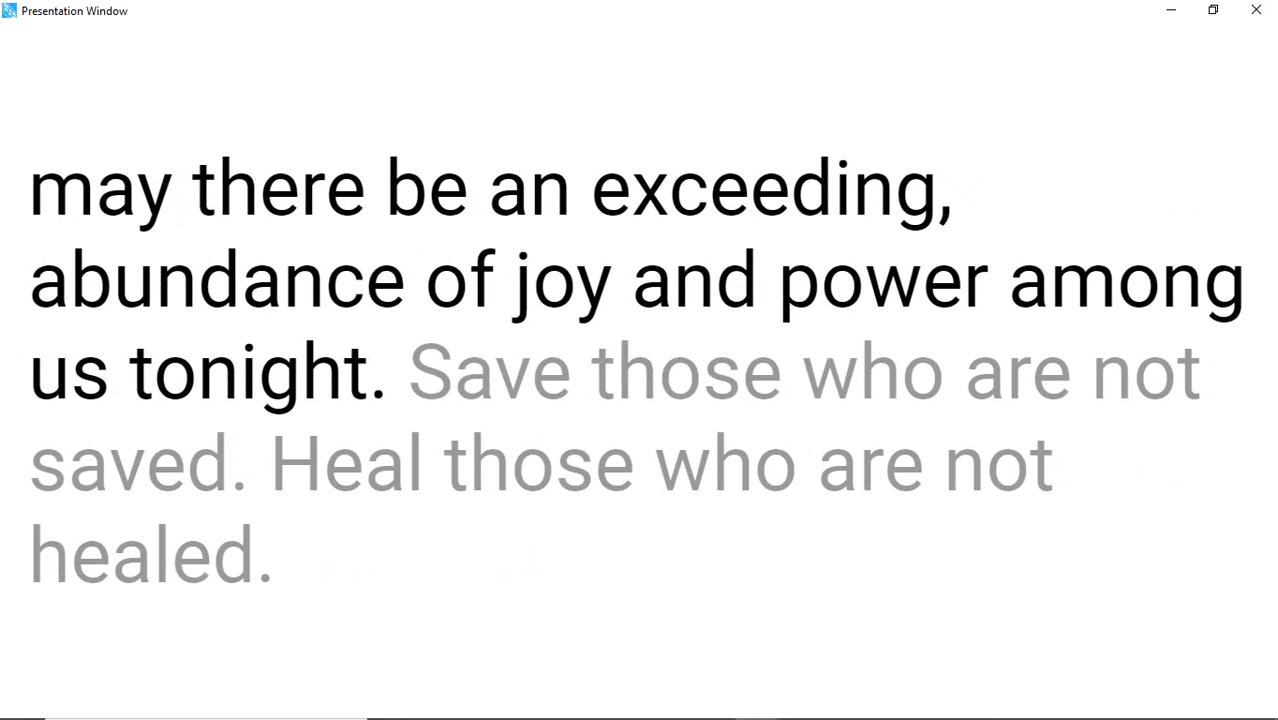 Presentation Window
may there be an exceeding,
abundance of joy and power among
us tonight. Save those who are not
saved. Heal those who are not
healed.